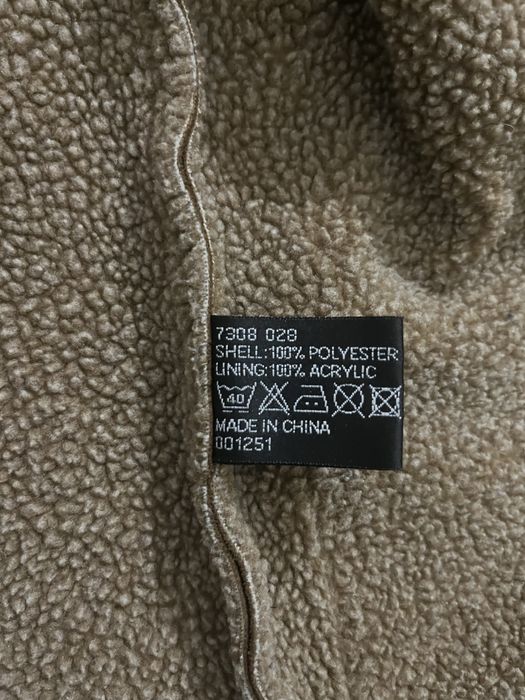 7308 028
SHELL:100% POLYESTER
LINING:100% ACRYLIC
40
MADE IN CHINA
001251